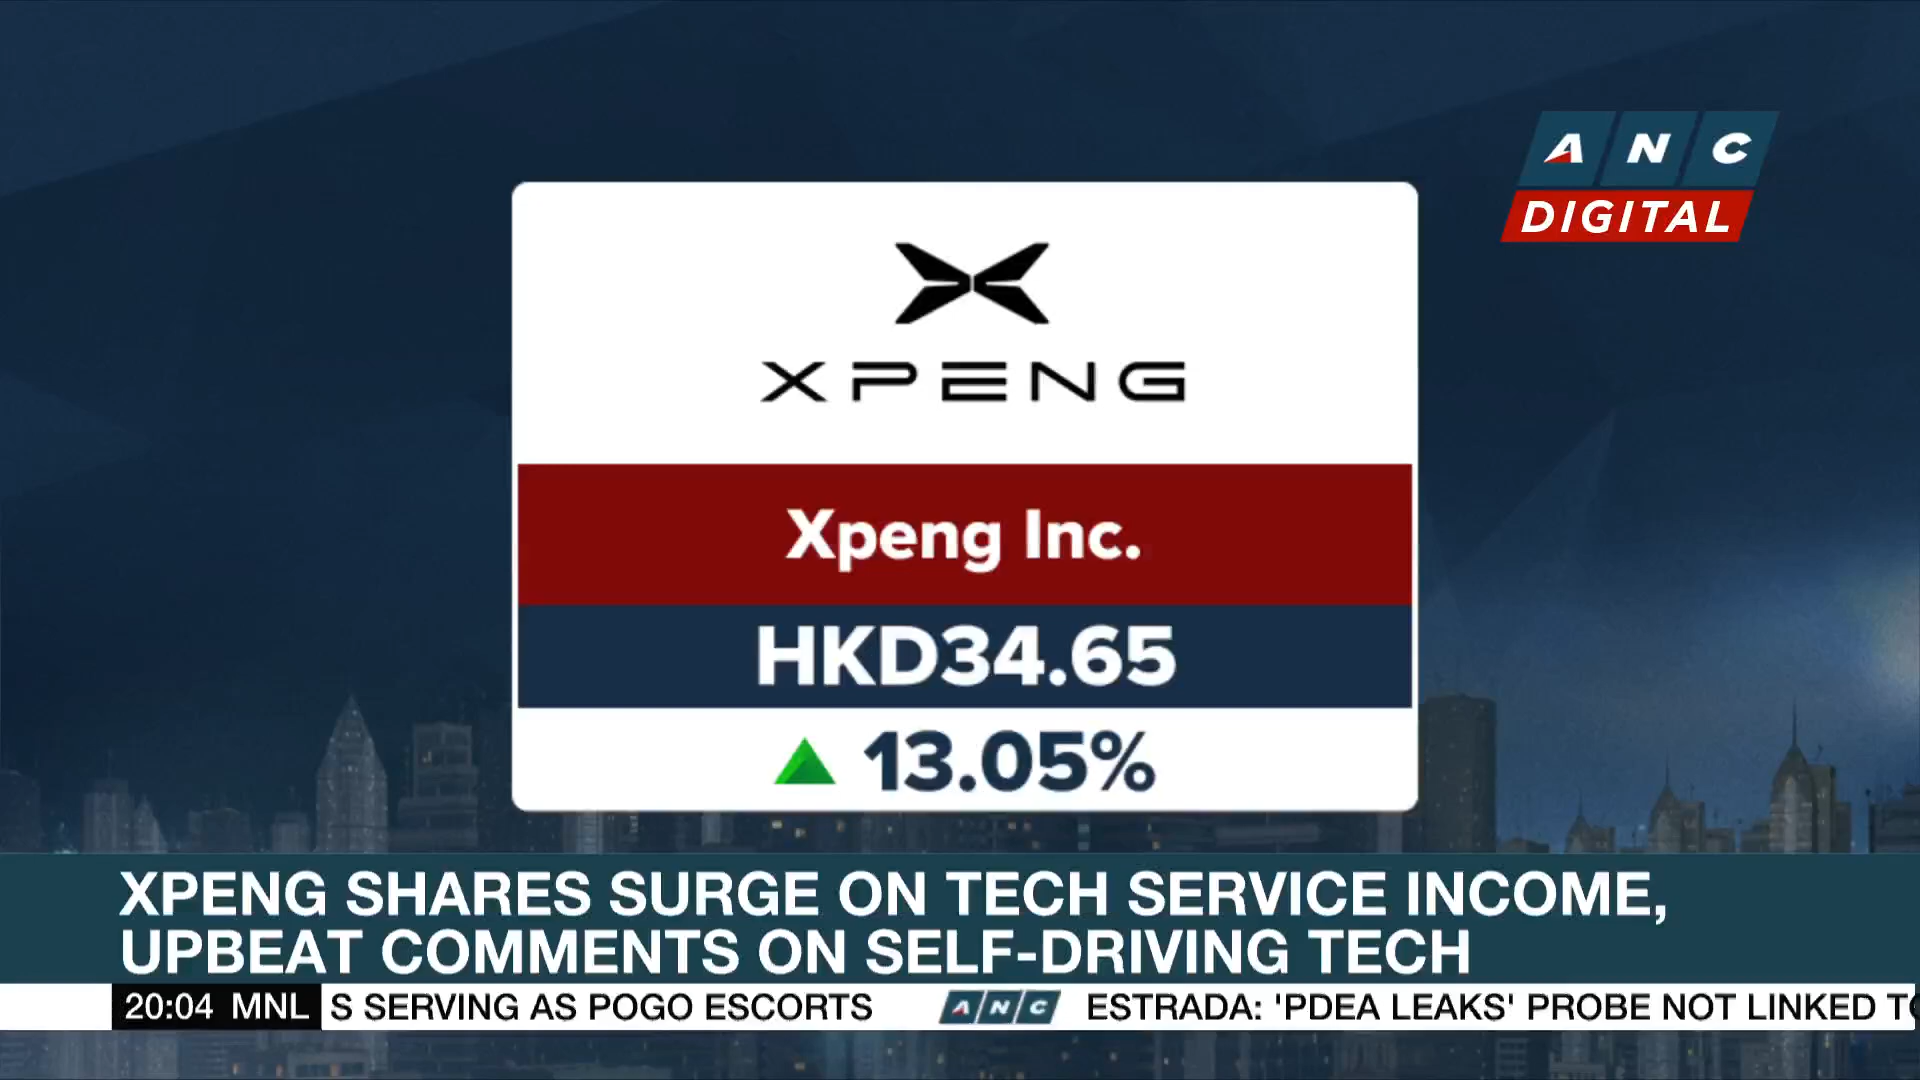 ANC
DIGITAL
XPENG
Xpeng Inc.
HKD34.65
13.05%
XPENG SHARES SURGE ON TECH SERVICE INCOME,
UPBEAT COMMENTS ON SELF-DRIVING TECH
20:04 MNL S SERVING AS POGO ESCORTS ANC ESTRADA: 'PDEA LEAKS' PROBE NOT LINKED TO